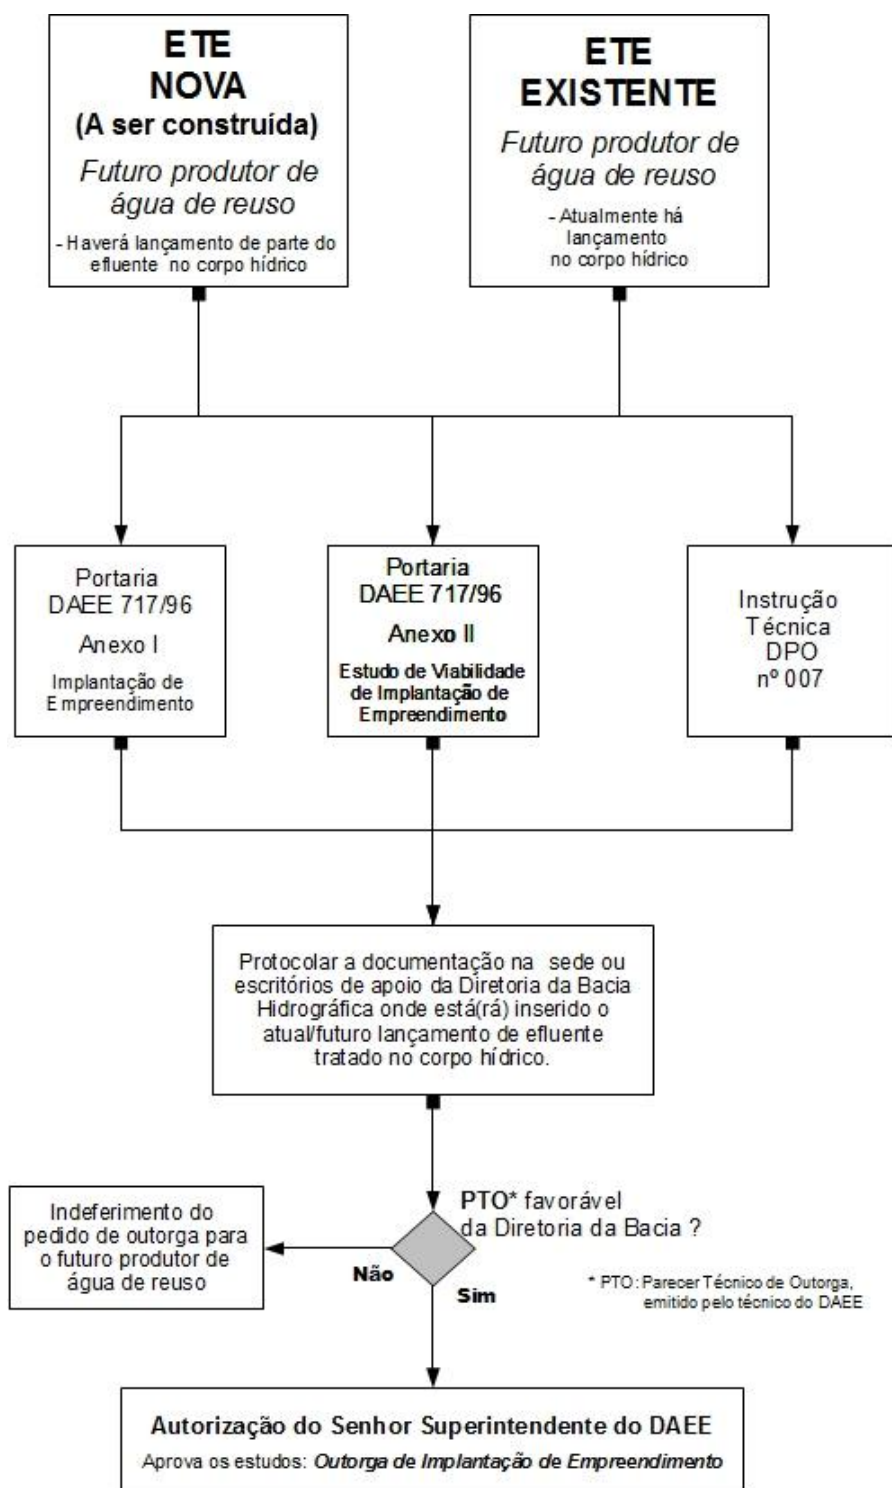 ETE
NOVA
(A ser construída)
Futuro produtor de
água de reuso
- Haverá lançamento de parte do
efluente no corpo hídrico
ETE
EXISTENTE
Futuro produtor de
água de reuso
- Atualmente há
lançamento
no corpo hídrico
Portaria
DAEE 717/96
Anexo I
Implantação de
Empreendimento
Portaria
DAEE 717/96
Anexo II
Estudo de Viabilidade
de Implantação de
Empreendimento
Instrução
Técnica
DPO
nº 007
Protocolar a documentação na sede ou
escritórios de apoio da Diretoria da Bacia
Hidrográfica onde está(rá) inserido o
atual/futuro lançamento de efluente
tratado no corpo hídrico.
PTO* favorável
da Diretoria da Bacia ?
Indeferimento do
pedido de outorga para
o futuro produtor de
água de reuso
Não
Sim
* PTO: Parecer Técnico de Outorga,
emitido pelo técnico do DAEE
Autorização do Senhor Superintendente do DAEE
Aprova os estudos: Outorga de Implantação de Empreendimento